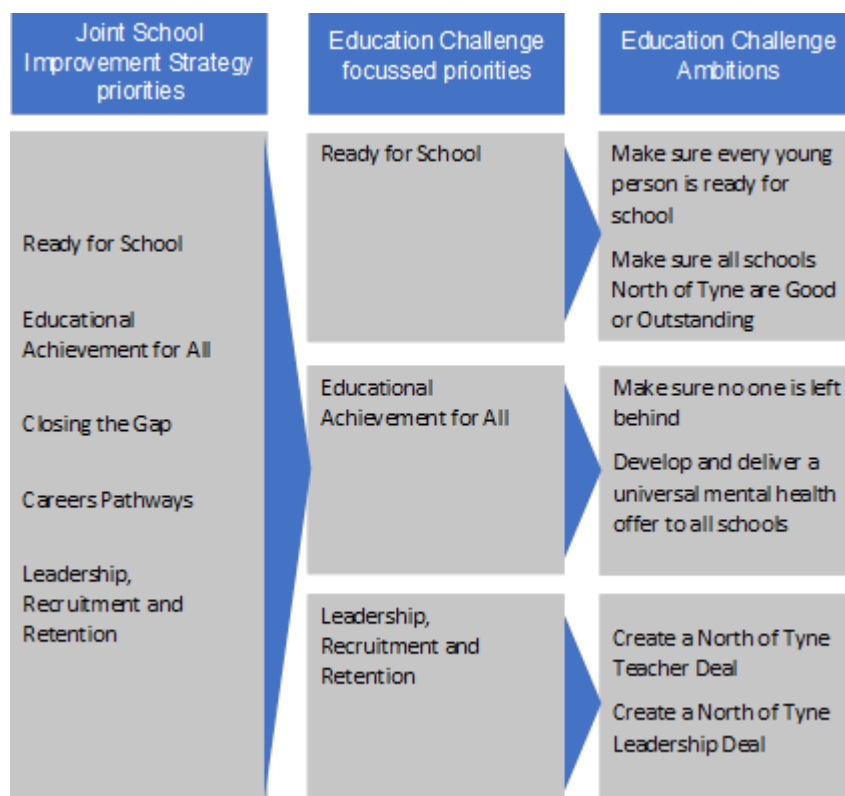 Joint School
Improvement Strategy
priorities
Education Challenge
focussed priorities
Education Challenge
Ambitions
Ready for School
Educational
Achievement for All
Closing the Gap
Careers Pathways
Leadership,
Recruitment and
Retention
Ready for School
Make sure every young
person is ready for
school
Make sure all schools
North of Tyne are Good
or Outstanding
Educational
Achievement for All
Make sure no one is left
behind
Develop and deliver a
universal mental health
offer to all schools
Leadership,
Recruitment and
Retention
Create a North of Tyne
Teacher Deal
Create a North of Tyne
Leadership Deal